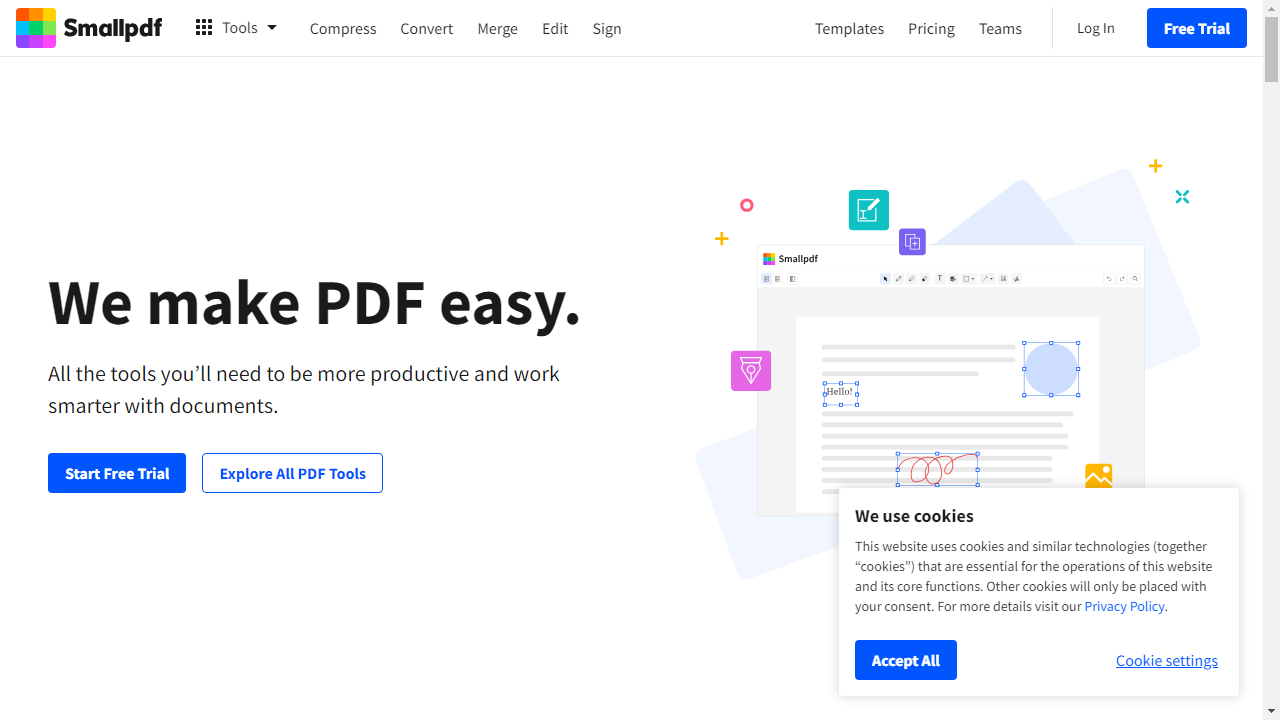 Smallpdf
Tools
Compress
Convert
Merge
Edit
Sign
Templates
Pricing
Teams
Log In
Free Trial
We make PDF easy.
All the tools you’ll need to be more productive and work
smarter with documents.
Start Free Trial
Explore All PDF Tools
Smallpdf
T
Hello!
We use cookies
This website uses cookies and similar technologies (together
“cookies”) that are essential for the operations of this website
and its core functions. Other cookies will only be placed with
your consent. For more details visit our Privacy Policy.
Accept All
Cookie settings